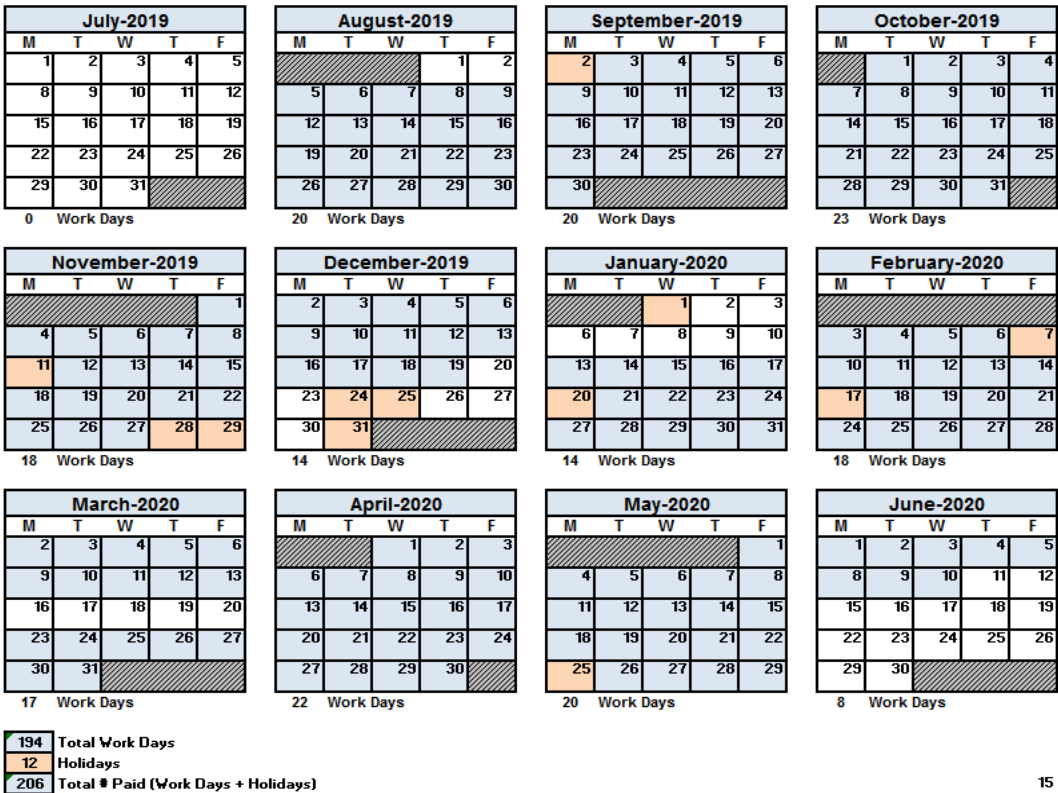 July-2019 August-2019 September-2019 October-2019
M T W T F M T W T F M T W T F M T W T F
1 2 3 4 5 1 2 2 3 4 5 6 1 2 3 4
8 9 10 11 12 5 6 7 8 9 9 10 11 12 13 7 8 9 10 11
15 16 17 18 19 12 13 14 15 16 16 17 18 19 20 14 15 16 17 18
22 23 24 25 26 19 20 21 22 23 23 24 25 26 27 21 22 23 24 25
29 30 31 26 27 28 29 30 30 28 29 30 31
0 Work Days 20 Work Days 20 Work Days 23 Work Days
November-2019 December-2019 January-2020 February-2020
M T W T F M T W T F M T W T F M T W T F
1 2 3 4 5 6 1 2 3
4 5 6 7 8 9 10 11 12 13 6 7 8 9 10 3 4 5 6 7
11 12 13 14 15 16 17 18 19 20 13 14 15 16 17 10 11 12 13 14
18 19 20 21 22 23 24 25 26 27 20 21 22 23 24 17 18 19 20 21
25 26 27 28 29 30 31 27 28 29 30 31 24 25 26 27 28
18 Work Days 14 Work Days 14 Work Days 18 Work Days
March-2020 April-2020 May-2020 June-2020
M T W T F M T W T F M T W T F M T W T F
2 3 4 5 6 1 2 3 1 1 2 3 4 5
9 10 11 12 13 6 7 8 9 10 4 5 6 7 8 8 9 10 11 12
16 17 18 19 20 13 14 15 16 17 11 12 13 14 15 15 16 17 18 19
23 24 25 26 27 20 21 22 23 24 18 19 20 21 22 22 23 24 25 26
30 31 27 28 29 30 25 26 27 28 29 29 30
17 Work Days 22 Work Days 20 Work Days 8 Work Days
194 Total Work Days
12 Holidays
206 Total # Paid (Work Days + Holidays) 15